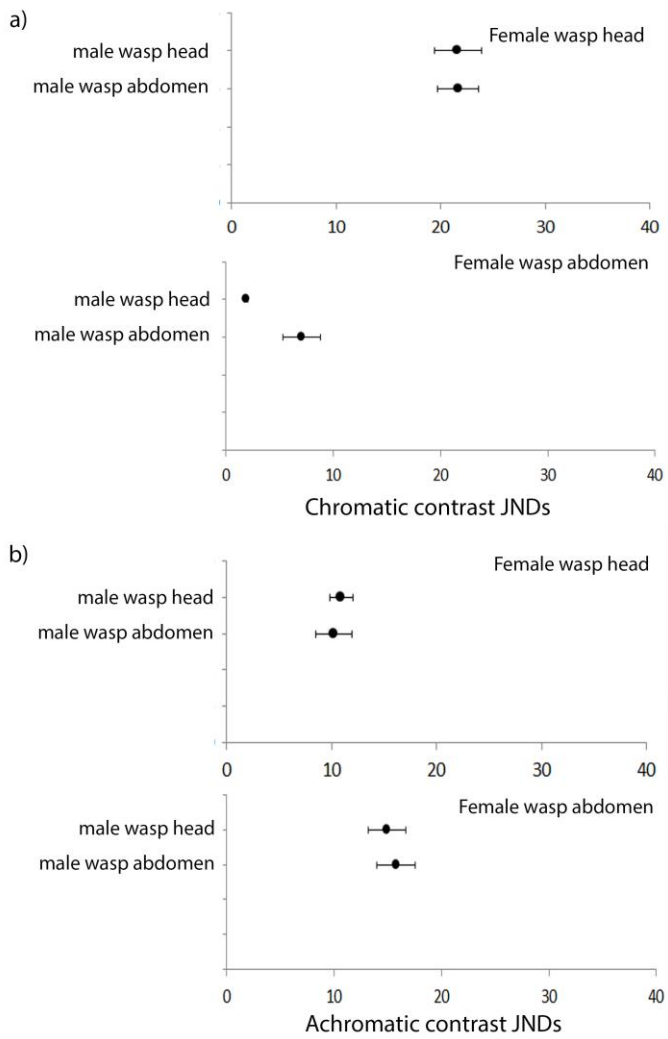 a)
Female wasp head
male wasp head
male wasp abdomen
0 10 20 30 40
Female wasp abdomen
male wasp head
male wasp abdomen
0 10 20 30 40
Chromatic contrast JNDs
b)
Female wasp head
male wasp head
male wasp abdomen
0 10 20 30 40
Female wasp abdomen
male wasp head
male wasp abdomen
0 10 20 30 40
Achromatic contrast JNDs